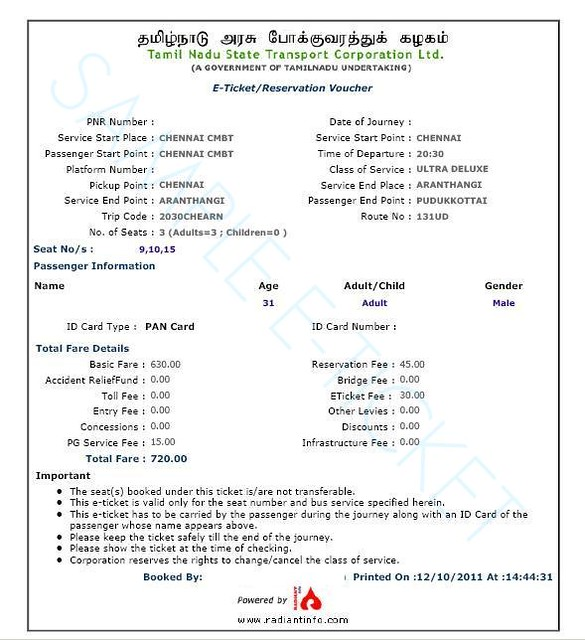 தமிழ்நாடு அரசு போக்குவரத்துக் கழகம்
Tamil Nadu State Transport Corporation Ltd.
(A GOVERNMENT OF TAMILNADU UNDERTAKING)
E-Ticket/Reservation Voucher
PNR Number : Date of Journey :
Service Start Place : CHENNAI CMBT Service Start Point : CHENNAI
Passenger Start Point : CHENNAI CMBT Time of Departure : 20:30
Platform Number : Class of Service : ULTRA DELUXE
Pickup Point : CHENNAI Service End Place : ARANTHANGI
Service End Point : ARANTHANGI Passenger End Point : PUDUKKOTTAI
Trip Code : 2030CHEARN Route No : 131UD
No. of Seats : 3 (Adults=3 ; Children=0 )
Seat No/s : 9,10,15
Passenger Information
Name Age Adult/Child Gender
31 Adult Male
ID Card Type : PAN Card ID Card Number :
Total Fare Details
Basic Fare : 630.00 Reservation Fee : 45.00
Accident ReliefFund : 0.00 Bridge Fee : 0.00
Toll Fee : 0.00 ETicket Fee : 30.00
Entry Fee : 0.00 Other Levies : 0.00
Concessions : 0.00 Discounts : 0.00
PG Service Fee : 15.00 Infrastructure Fee : 0.00
Total Fare : 720.00
Important
● The seat(s) booked under this ticket is/are not transferable.
● This e-ticket is valid only for the seat number and bus service specified herein.
● This e-ticket has to be carried by the passenger during the journey along with an ID Card of the
passenger whose name appears above.
● Please keep the ticket safely till the end of the journey.
● Please show the ticket at the time of checking.
● Corporation reserves the rights to change/cancel the class of service.
Booked By: Printed On :12/10/2011 At :14:44:31
Powered by RADIANT
www.radiantinfo.com
SAMPLE E-TICKET